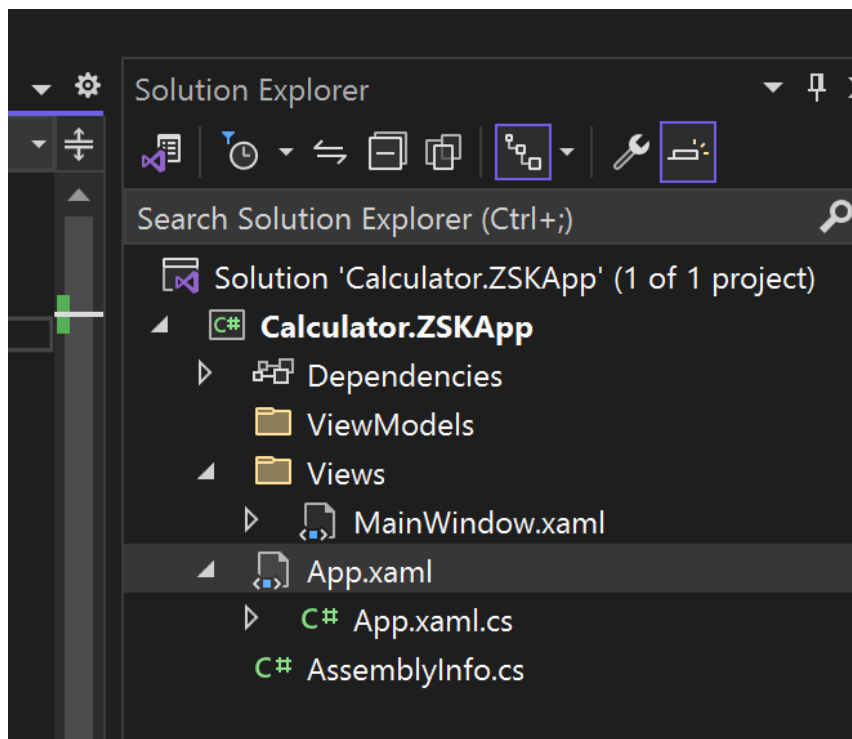 Solution Explorer
Search Solution Explorer (Ctrl+;)
Solution 'Calculator.ZSKApp' (1 of 1 project)
C# Calculator.ZSKApp
Dependencies
ViewModels
Views
MainWindow.xaml
App.xaml
C# App.xaml.cs
C# AssemblyInfo.cs